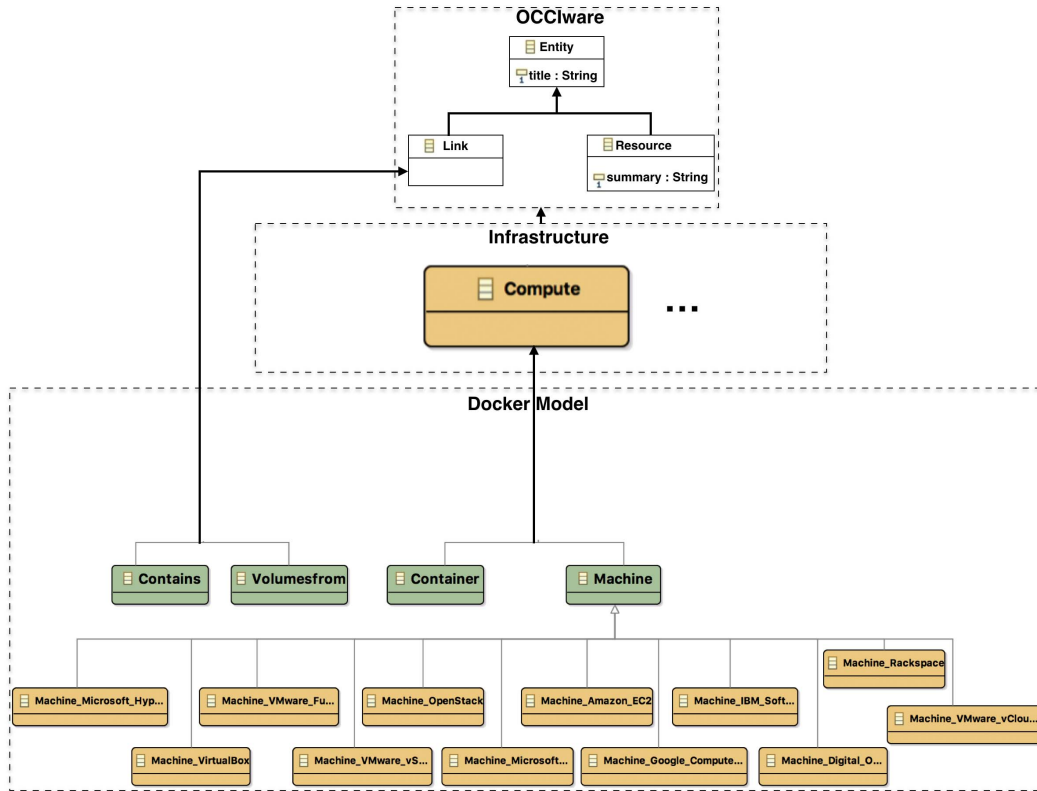 OCCIware
Entity
title : String
Link
Resource
summary : String
Infrastructure
Compute
...
Docker Model
Contains
Volumesfrom
Container
Machine
Machine_Rackspace
Machine_Microsoft_Hyp...
Machine_VMware_Fu...
Machine_OpenStack
Machine_Amazon_EC2
Machine_IBM_Soft...
Machine_VMware_vClou...
Machine_VirtualBox
Machine_VMware_vS...
Machine_Microsoft...
Machine_Google_Compute...
Machine_Digital_O...